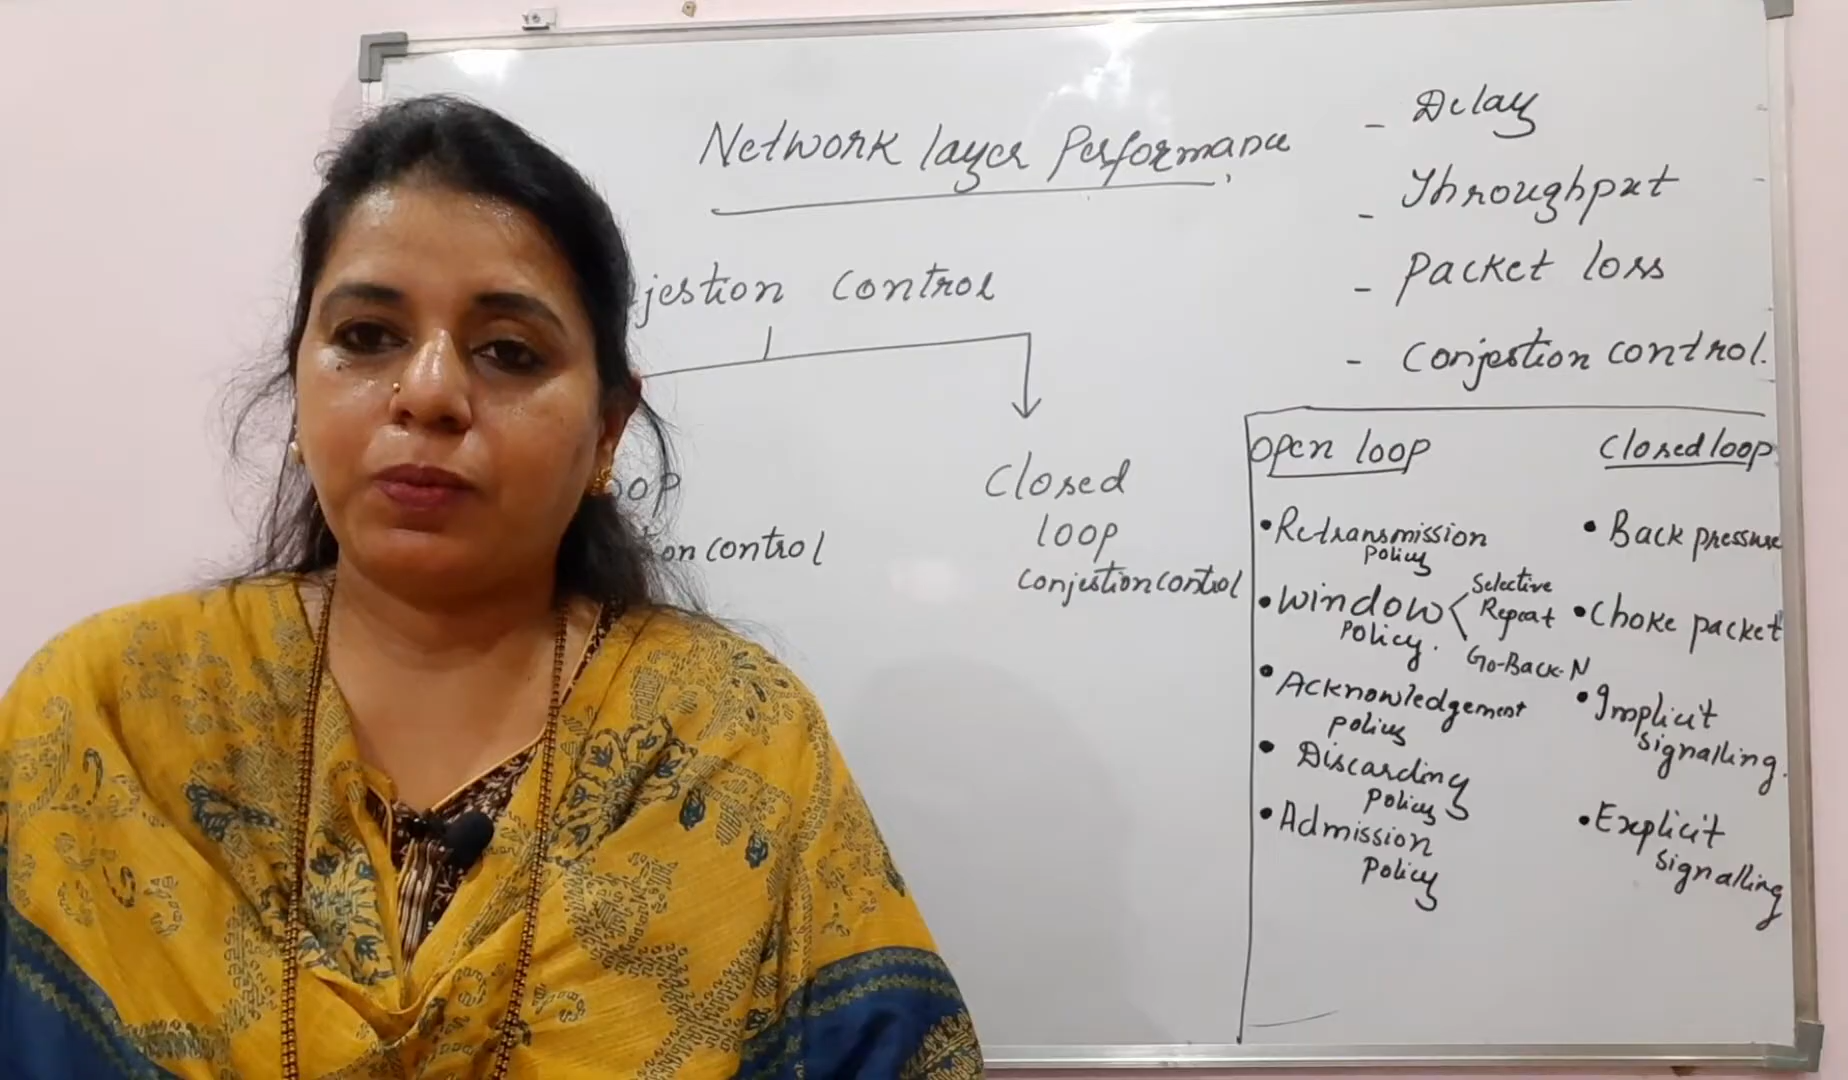 Network layer Performance
- Delay
- Throughput
- Packet loss
- Conjestion control.
jestion control
oop
on control
Closed
loop
conjestion control
Open loop
• Retransmission
policy
• Window
policy.
Selective
Repeat
Go-Back-N
• Acknowledgement
policy
• Discarding
policy
• Admission
policy
Closed loop
• Back pressure
• Choke packet
• Implicit
signalling.
• Explicit
signalling